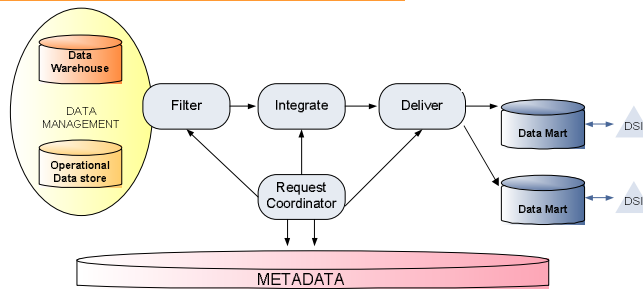 Data
Warehouse
DATA
MANAGEMENT
Operational
Data store
Filter
Integrate
Deliver
Request
Coordinator
Data Mart
DSI
Data Mart
DSI
METADATA